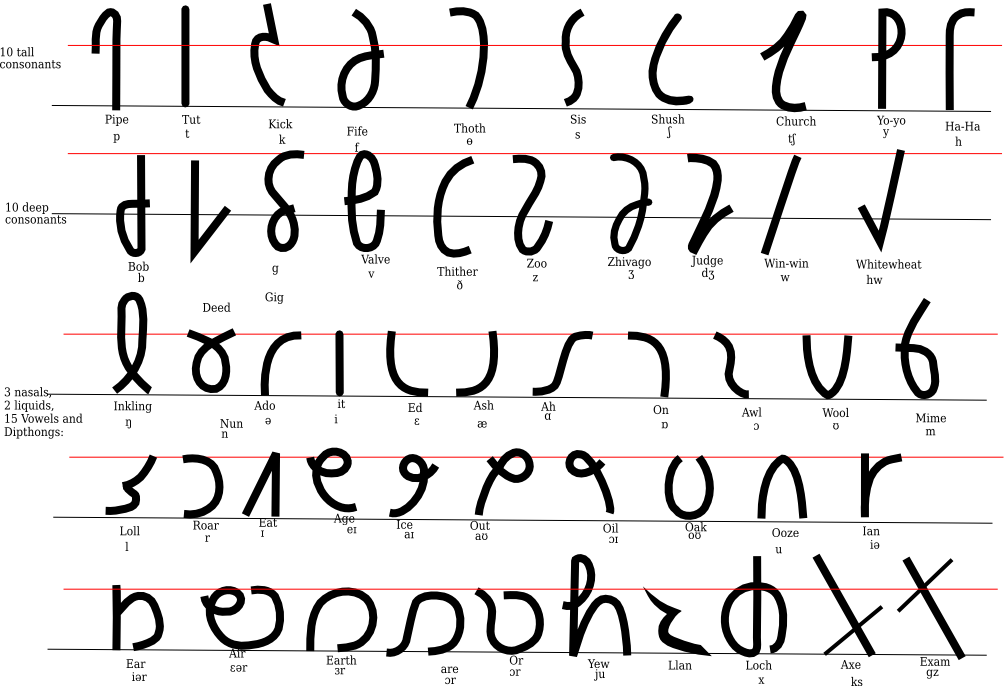 10 tall
consonants
Pipe Tut Kick Fife Thoth Sis Shush Church Yo-yo Ha-Ha
p t k f ɵ s ʃ tʃ y h
10 deep
consonants
Bob Gig Valve Thither Zoo Zhivago Judge Win-win Whitewheat
b g v ð z ʒ dʒ w hw
Deed
3 nasals,
2 liquids,
15 Vowels and
Dipthongs:
Inkling Nun Ado it Ed Ash Ah On Awl Wool Mime
ŋ n ə i ɛ æ ɑ ɒ ɔ ʊ m
Loll Roar Eat Age Ice Out Oil Oak Ooze Ian
l r ɪ eɪ aɪ aʊ ɔɪ oʊ u iə
Ear Air Earth are Or Yew Llan Loch Axe Exam
iər ɛər ɜr ɔr ɔr ju x ks gz